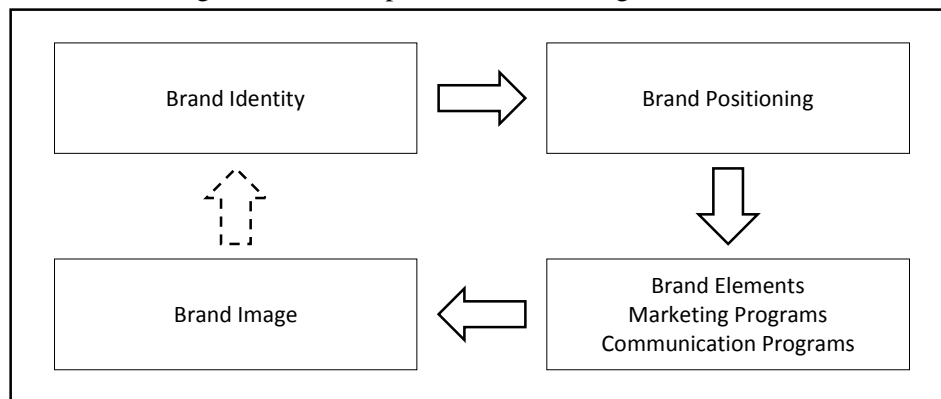 Brand Identity
Brand Positioning
Brand Image
Brand Elements
Marketing Programs
Communication Programs